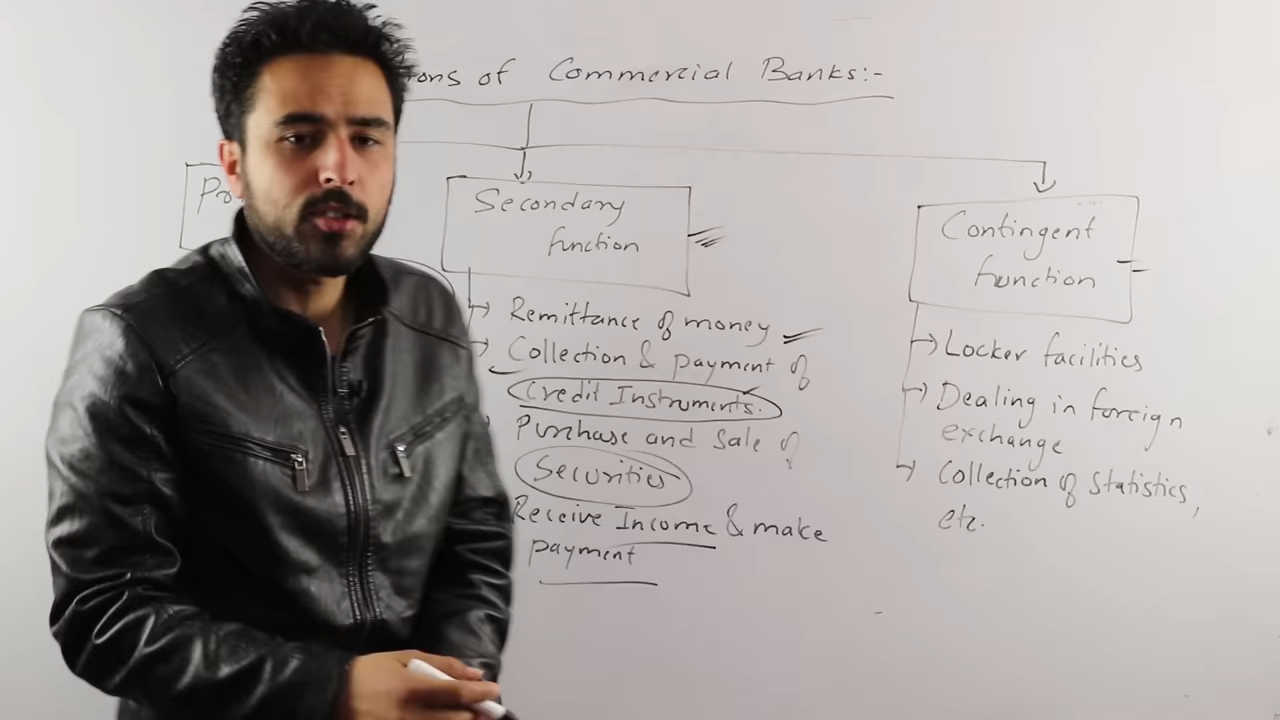 ons of Commercial Banks:-
Pr
Secondary
function
Contingent
function
Remittance of money
Collection & payment of
Credit Instruments.
Purchase and Sale of
Securities
Receive Income & make
payment
Locker facilities
Dealing in foreign
exchange
Collection of Statistics,
etc.